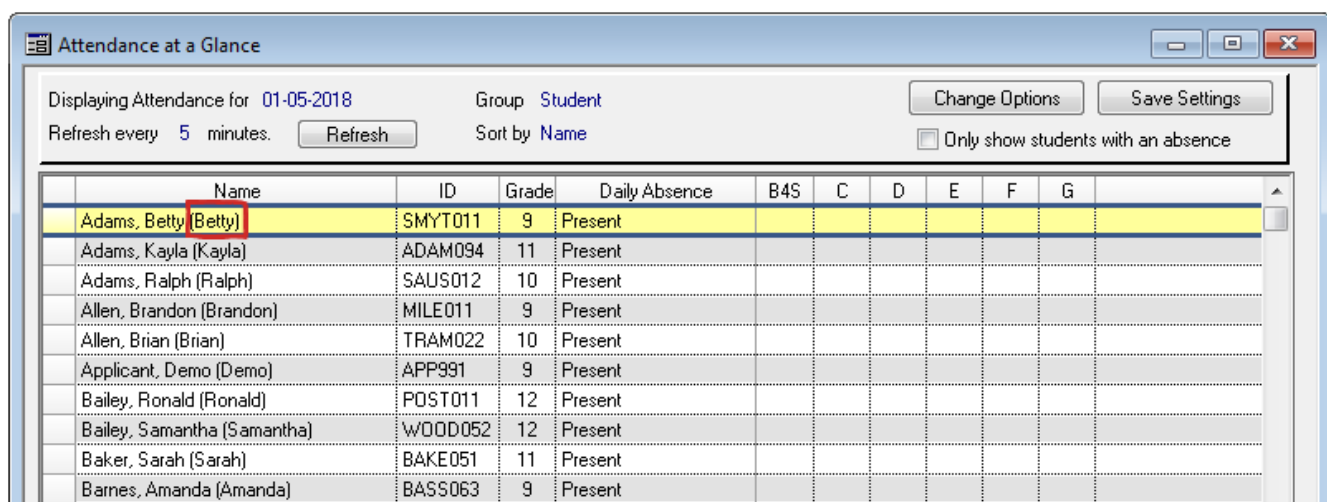 Attendance at a Glance
Displaying Attendance for 01-05-2018 Group Student Change Options Save Settings
Refresh every 5 minutes. Refresh Sort by Name Only show students with an absence
Name ID Grade Daily Absence B4S C D E F G
Adams, Betty (Betty) SMYT011 9 Present
Adams, Kayla (Kayla) ADAM094 11 Present
Adams, Ralph (Ralph) SAUS012 10 Present
Allen, Brandon (Brandon) MILE011 9 Present
Allen, Brian (Brian) TRAM022 10 Present
Applicant, Demo (Demo) APP991 9 Present
Bailey, Ronald (Ronald) POST011 12 Present
Bailey, Samantha (Samantha) WOOD052 12 Present
Baker, Sarah (Sarah) BAKE051 11 Present
Barnes, Amanda (Amanda) BASS063 9 Present